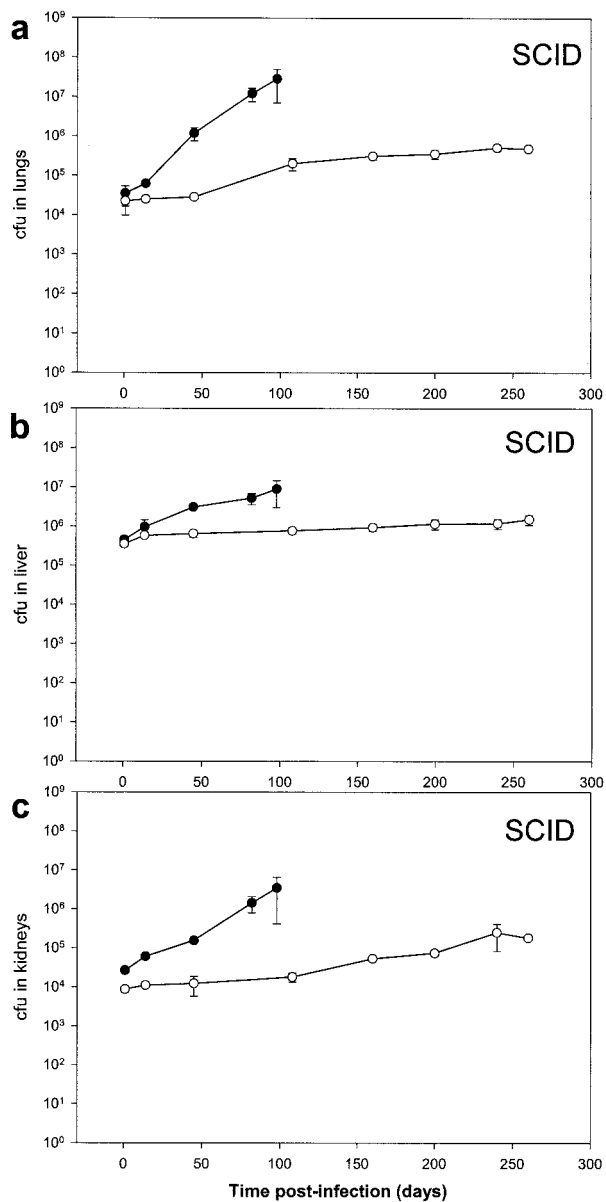 a
SCID
cfu in lungs
10⁹
10⁸
10⁷
10⁶
10⁵
10⁴
10³
10²
10¹
10⁰
0 50 100 150 200 250 300
b
SCID
cfu in liver
10⁹
10⁸
10⁷
10⁶
10⁵
10⁴
10³
10²
10¹
10⁰
0 50 100 150 200 250 300
c
SCID
cfu in kidneys
10⁹
10⁸
10⁷
10⁶
10⁵
10⁴
10³
10²
10¹
10⁰
0 50 100 150 200 250 300
Time post-infection (days)